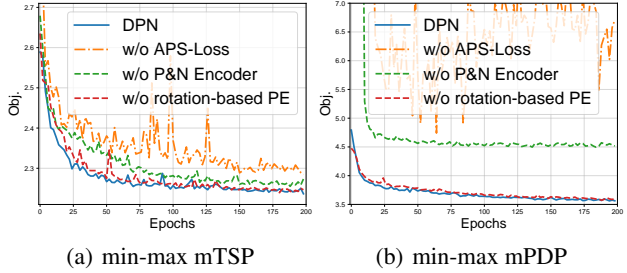 DPN
w/o APS-Loss
w/o P&N Encoder
w/o rotation-based PE
Obj.
2.7
2.6
2.5
2.4
2.3
0 25 50 75 100 125 150 175 200
Epochs
(a) min-max mTSP
DPN
w/o APS-Loss
w/o P&N Encoder
w/o rotation-based PE
Obj.
7.0
6.5
6.0
5.5
5.0
4.5
4.0
3.5
0 25 50 75 100 125 150 175 200
Epochs
(b) min-max mPDP